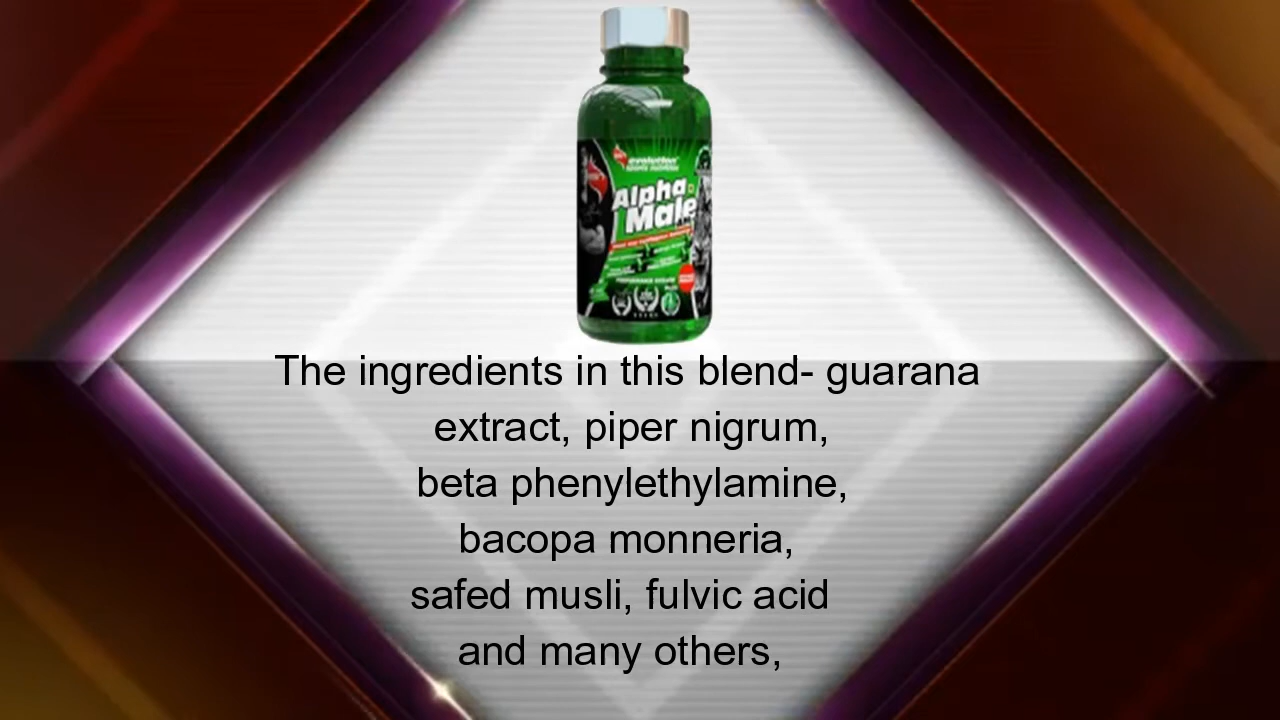 evolution
Alpha
Male
The ingredients in this blend- guarana
extract, piper nigrum,
beta phenylethylamine,
bacopa monneria,
safed musli, fulvic acid
and many others,